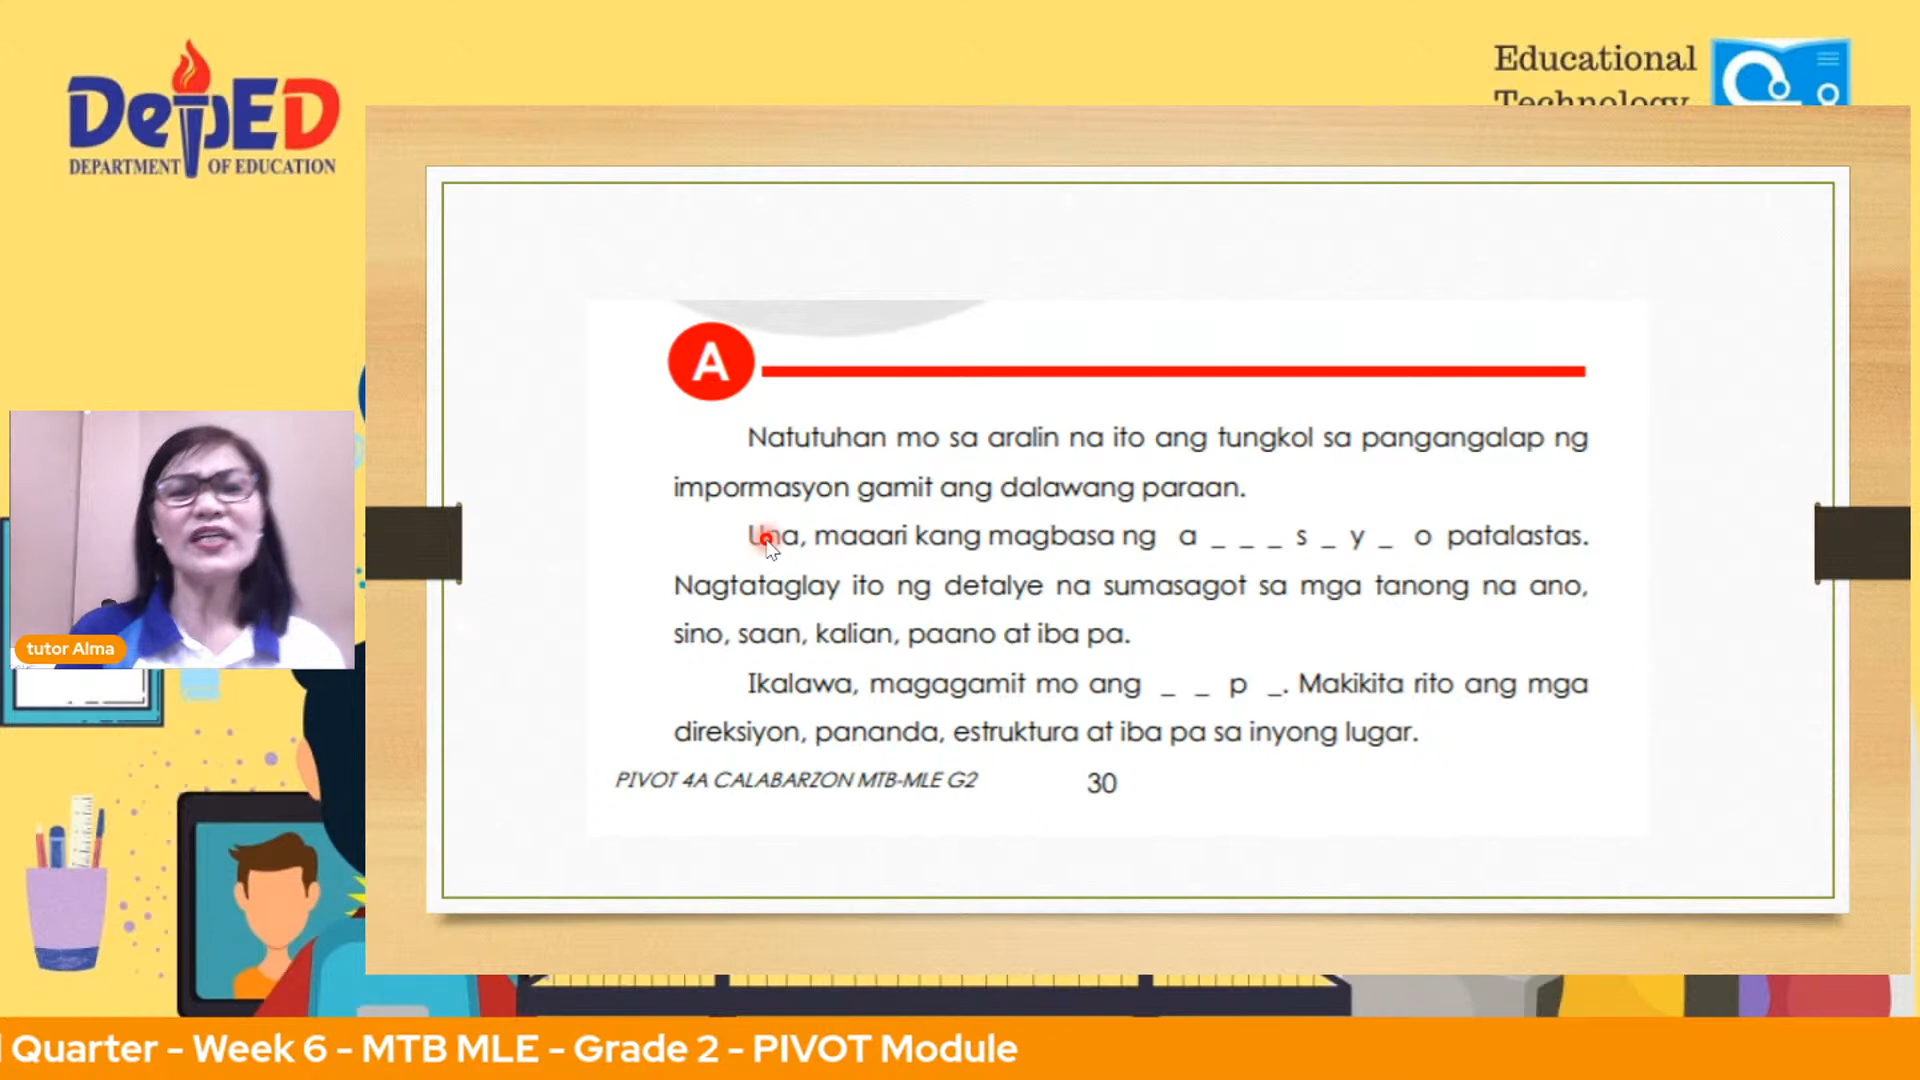 DepED
DEPARTMENT OF EDUCATION
Educational
Technology
A
Natutuhan mo sa aralin na ito ang tungkol sa pangangalap ng
impormasyon gamit ang dalawang paraan.
Una, maaari kang magbasa ng a _ _ _ s _ y _ o patalastas.
Nagtataglay ito ng detalye na sumasagot sa mga tanong na ano,
sino, saan, kalian, paano at iba pa.
Ikalawa, magagamit mo ang _ _ p _. Makikita rito ang mga
direksiyon, pananda, estruktura at iba pa sa inyong lugar.
PIVOT 4A CALABARZON MTB-MLE G2 30
tutor Alma
Quarter - Week 6 - MTB MLE - Grade 2 - PIVOT Module